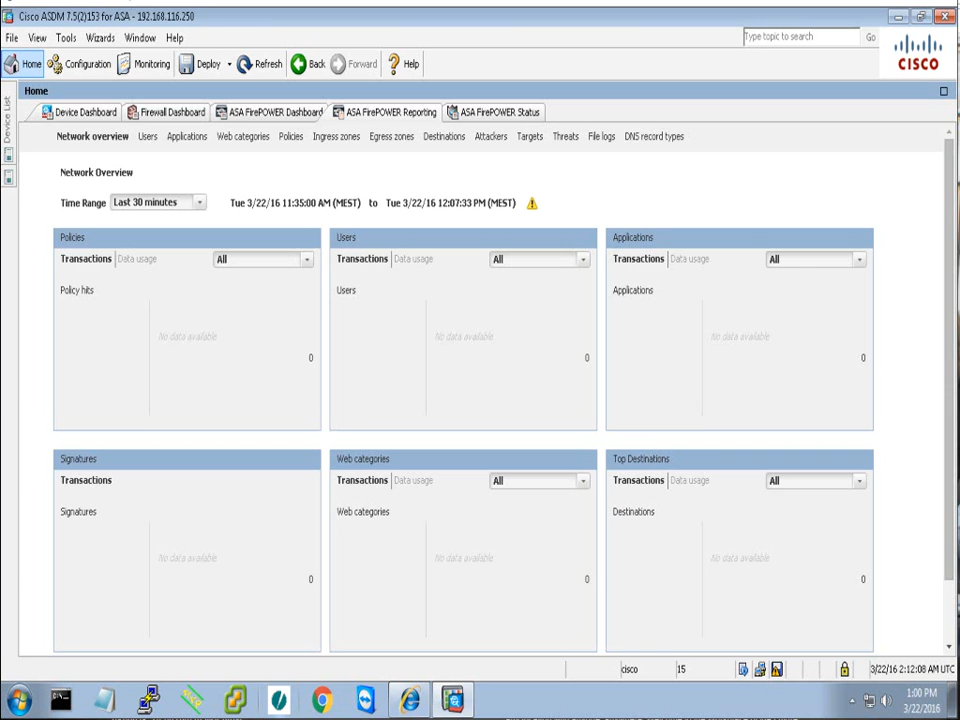 Cisco ASDM 7.5(2)153 for ASA - 192.168.116.250
File View Tools Wizards Window Help
Type topic to search Go
CISCO
Home Configuration Monitoring Deploy Refresh Back Forward Help
Device List
Home
Device Dashboard Firewall Dashboard ASA FirePOWER Dashboard ASA FirePOWER Reporting ASA FirePOWER Status
Network overview Users Applications Web categories Policies Ingress zones Egress zones Destinations Attackers Targets Threats File logs DNS record types
Network Overview
Time Range Last 30 minutes Tue 3/22/16 11:35:00 AM (MEST) to Tue 3/22/16 12:07:33 PM (MEST)
Policies
Transactions Data usage All
Policy hits
No data available
0
Users
Transactions Data usage All
Users
No data available
0
Applications
Transactions Data usage All
Applications
No data available
0
Signatures
Transactions
Signatures
No data available
0
Web categories
Transactions Data usage All
Web categories
No data available
0
Top Destinations
Transactions Data usage All
Destinations
No data available
0
cisco 15 3/22/16 2:12:08 AM UTC
1:00 PM
3/22/2016